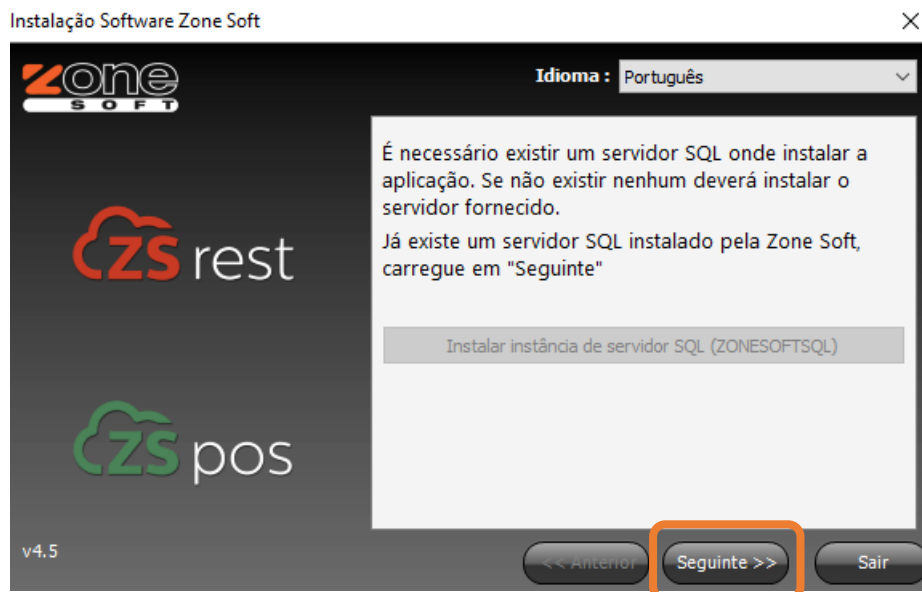 Instalação Software Zone Soft
Zone
SOFT
Idioma : Português
É necessário existir um servidor SQL onde instalar a
aplicação. Se não existir nenhum deverá instalar o
servidor fornecido.
Já existe um servidor SQL instalado pela Zone Soft,
carregue em "Seguinte"
Instalar instância de servidor SQL (ZONESOFTSQL)
ZS rest
ZS pos
v4.5
<< Anterior
Seguinte >>
Sair